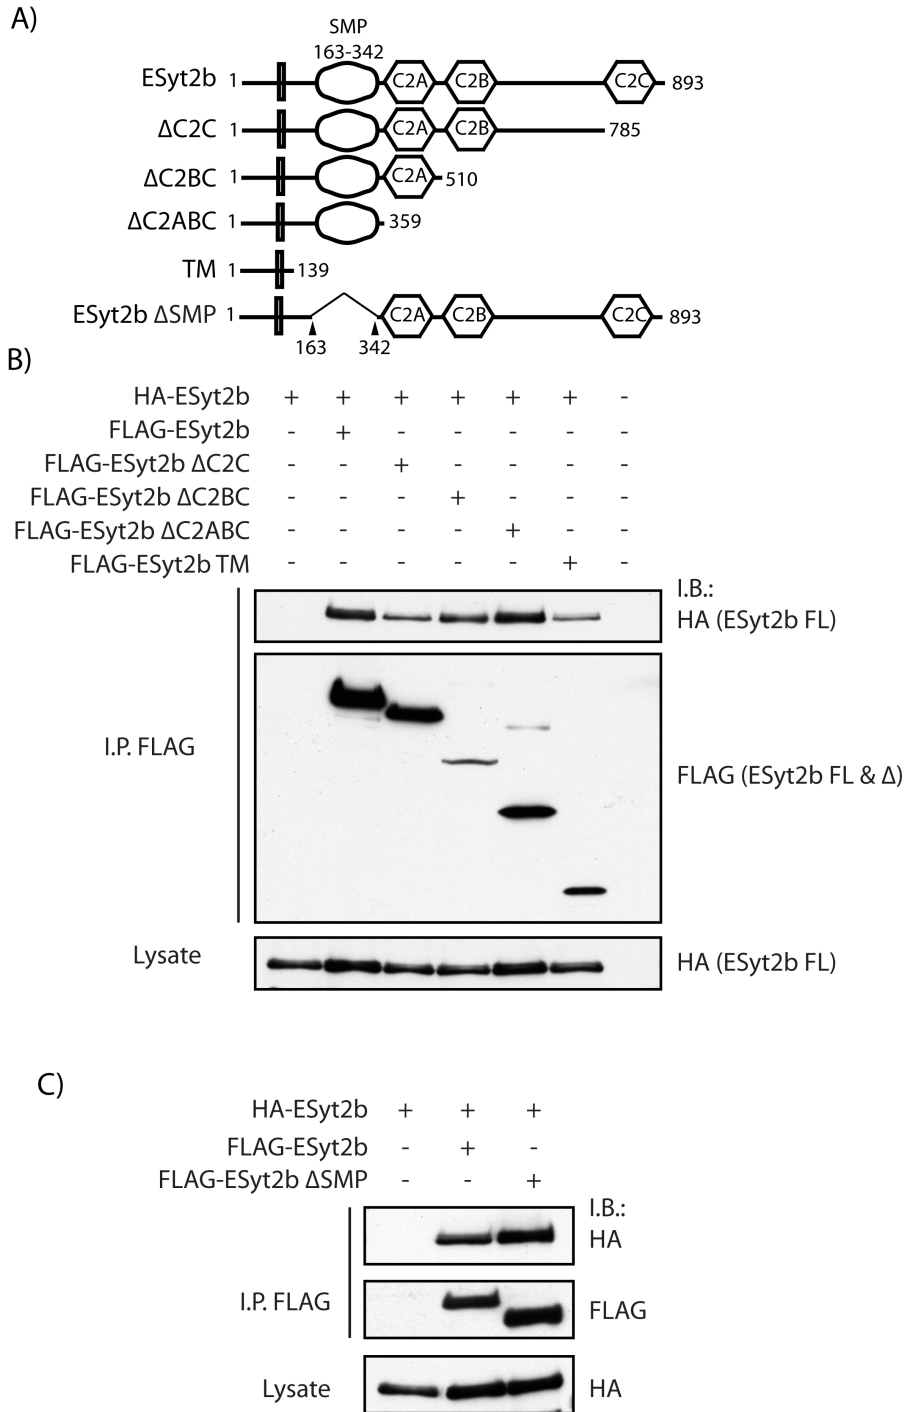 A)
SMP
163-342
ESyt2b 1 C2A C2B C2C 893
ΔC2C 1 C2A C2B 785
ΔC2BC 1 C2A 510
ΔC2ABC 1 359
TM 1 139
ESyt2b ΔSMP 1 C2A C2B C2C 893
163 342
B)
HA-ESyt2b + + + + + + -
FLAG-ESyt2b - + - - - - -
FLAG-ESyt2b ΔC2C - - + - - - -
FLAG-ESyt2b ΔC2BC - - - + - - -
FLAG-ESyt2b ΔC2ABC - - - - + - -
FLAG-ESyt2b TM - - - - - + -
I.B.:
HA (ESyt2b FL)
I.P. FLAG
FLAG (ESyt2b FL & Δ)
Lysate HA (ESyt2b FL)
C)
HA-ESyt2b + + +
FLAG-ESyt2b - + -
FLAG-ESyt2b ΔSMP - - +
I.B.:
HA
I.P. FLAG FLAG
Lysate HA